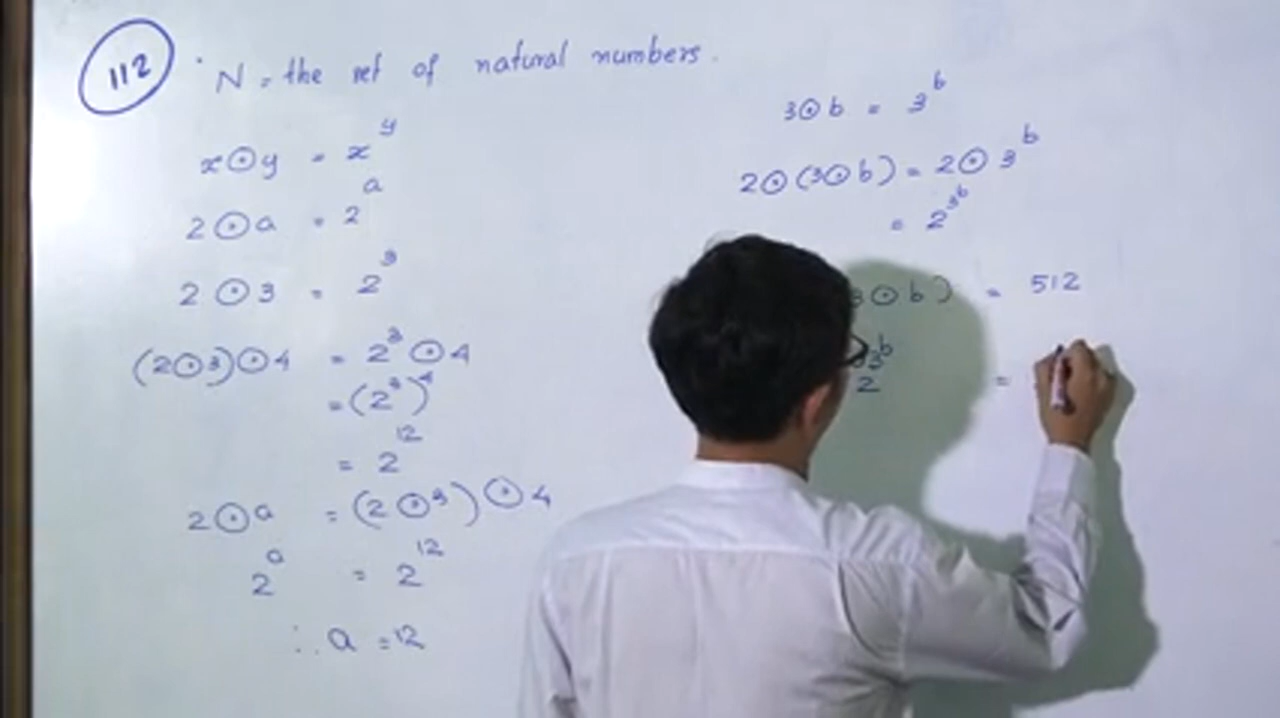 112
N = the set of natural numbers.
x⊙y = x^y
2⊙a = 2^a
2⊙3 = 2^3
(2⊙3)⊙4 = 2^3⊙4
= (2^3)^4
= 2^12
2⊙a = (2⊙3)⊙4
2^a = 2^12
∴ a = 12
3⊙b = 3^b
2⊙(3⊙b) = 2⊙3^b
= 2^3^b
3⊙b) = 512
2^3^b =